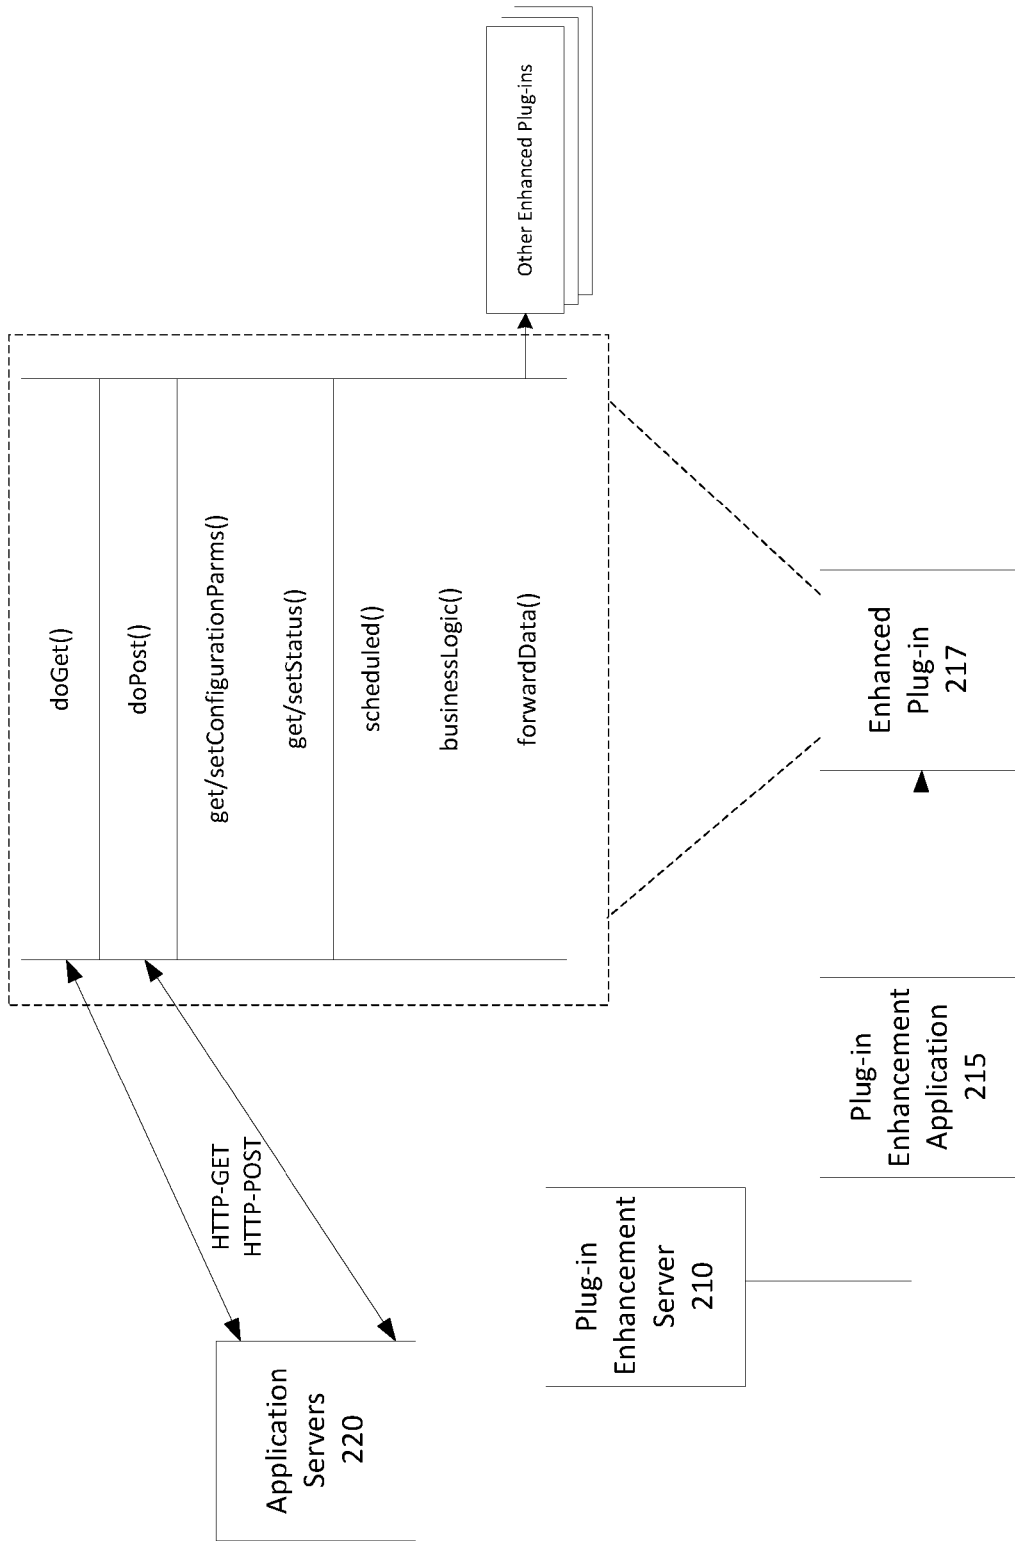 Application
Servers
220
HTTP-GET
HTTP-POST
doGet()
doPost()
get/setConfigurationParms()
get/setStatus()
scheduled()
businessLogic()
forwardData()
Other Enhanced Plug-ins
Plug-in
Enhancement
Server
210
Plug-in
Enhancement
Application
215
Enhanced
Plug-in
217